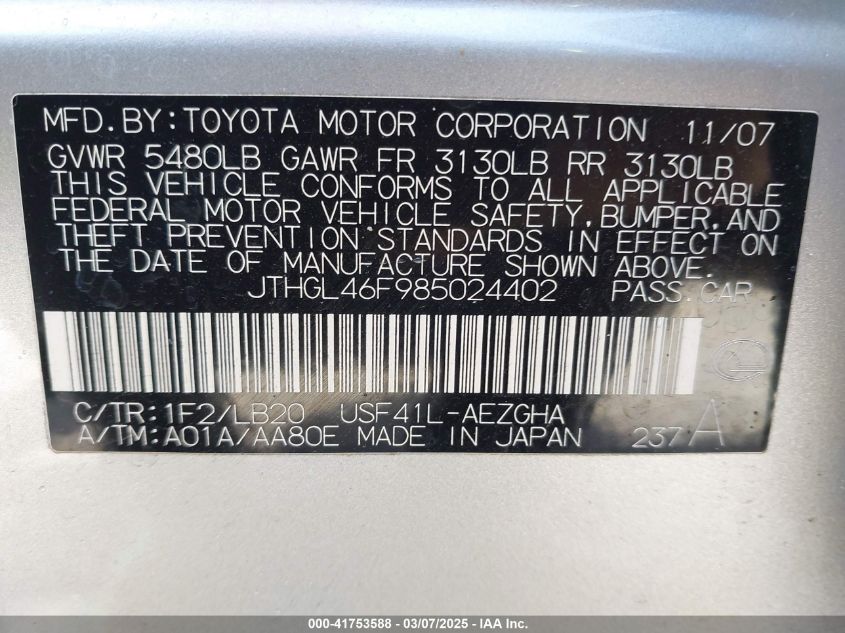 MFD.BY:TOYOTA MOTOR CORPORATION 11/07
GVWR 5480LB GAWR FR 3130LB RR 3130LB
THIS VEHICLE CONFORMS TO ALL APPLICABLE
FEDERAL MOTOR VEHICLE SAFETY,BUMPER,AND
THEFT PREVENTION STANDARDS IN EFFECT ON
THE DATE OF MANUFACTURE SHOWN ABOVE.
JTHGL46F985024402 PASS.CAR
C/TR:1F2/LB20 USF41L-AEZGHA
A/TM:A01A/AA80E MADE IN JAPAN 237A
000-41753588 - 03/07/2025 - IAA Inc.